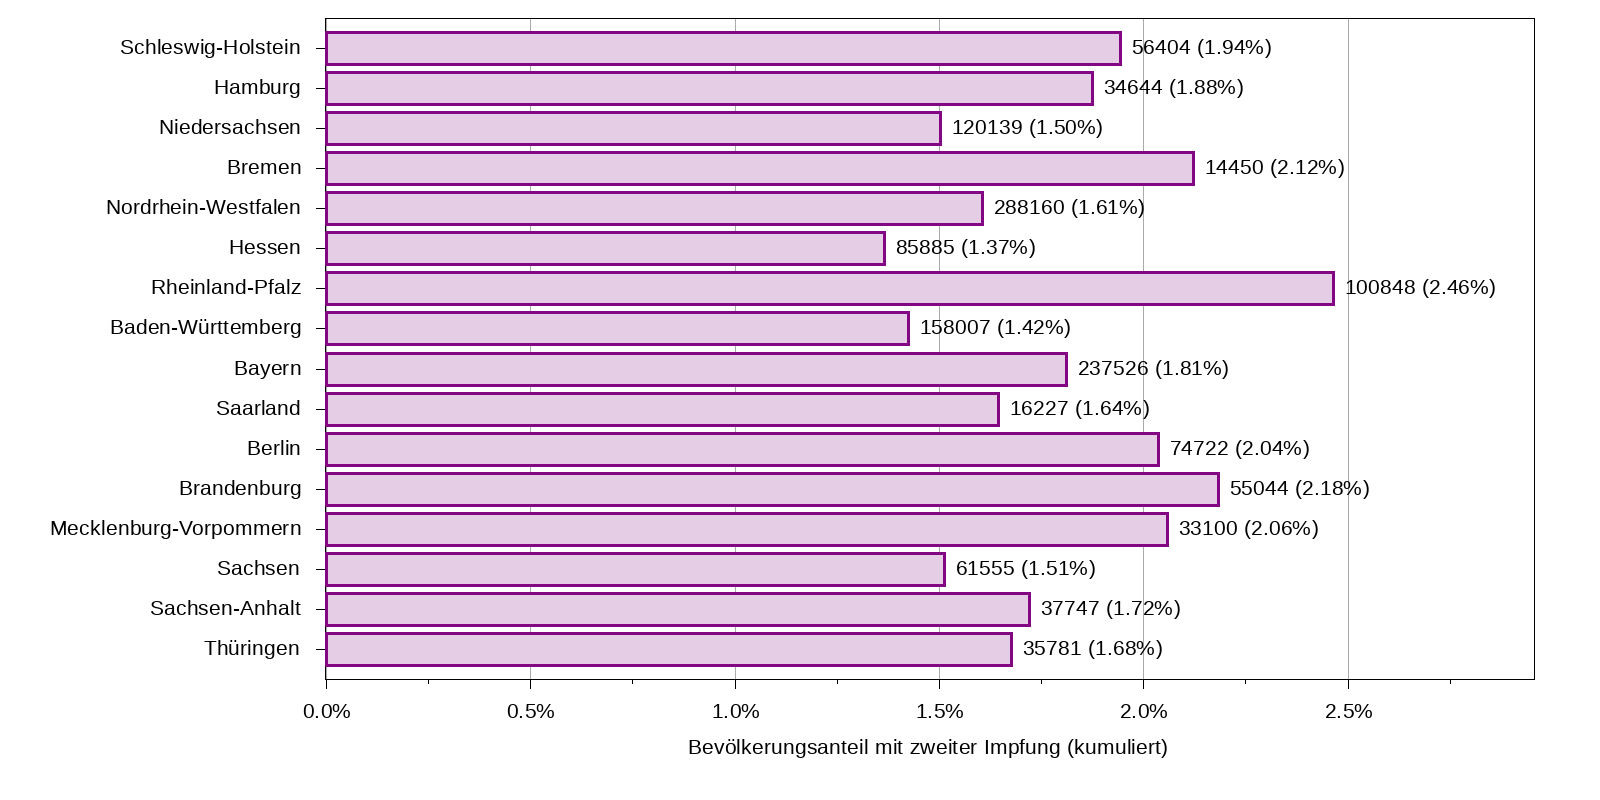 Schleswig-Holstein 56404 (1.94%)
Hamburg 34644 (1.88%)
Niedersachsen 120139 (1.50%)
Bremen 14450 (2.12%)
Nordrhein-Westfalen 288160 (1.61%)
Hessen 85885 (1.37%)
Rheinland-Pfalz 100848 (2.46%)
Baden-Württemberg 158007 (1.42%)
Bayern 237526 (1.81%)
Saarland 16227 (1.64%)
Berlin 74722 (2.04%)
Brandenburg 55044 (2.18%)
Mecklenburg-Vorpommern 33100 (2.06%)
Sachsen 61555 (1.51%)
Sachsen-Anhalt 37747 (1.72%)
Thüringen 35781 (1.68%)
0.0% 0.5% 1.0% 1.5% 2.0% 2.5%
Bevölkerungsanteil mit zweiter Impfung (kumuliert)